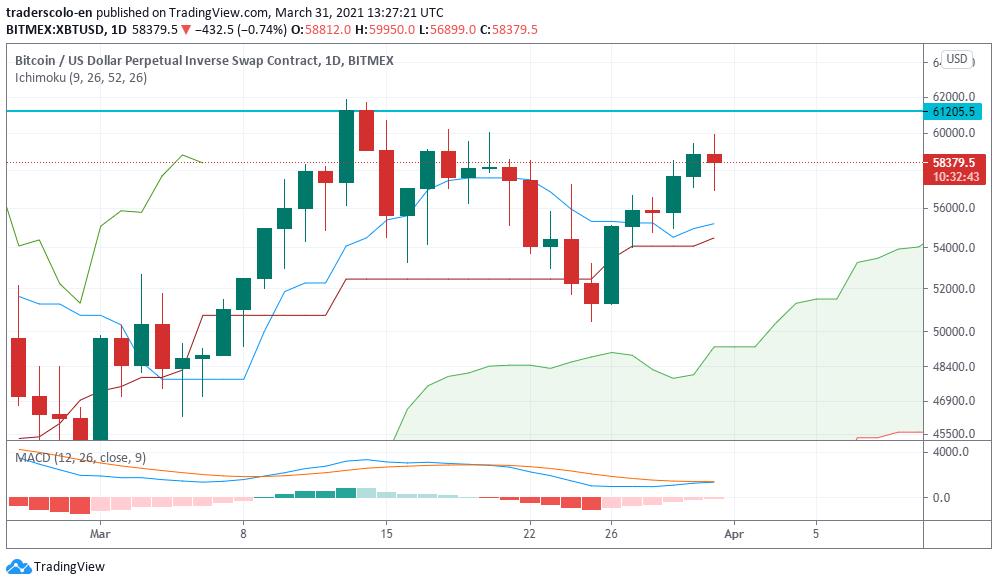 traderscolo-en published on TradingView.com, March 31, 2021 13:27:21 UTC
BITMEX:XBTUSD, 1D 58379.5 ▼ −432.5 (−0.74%) O:58812.0 H:59950.0 L:56899.0 C:58379.5
Bitcoin / US Dollar Perpetual Inverse Swap Contract, 1D, BITMEX
Ichimoku (9, 26, 52, 26)
USD
62000.0
61205.5
60000.0
58379.5
10:32:43
56000.0
54000.0
52000.0
50000.0
48400.0
46900.0
45500.0
MACD (12, 26, close, 9)
4000.0
0.0
Mar 8 15 22 26 Apr 5
TradingView